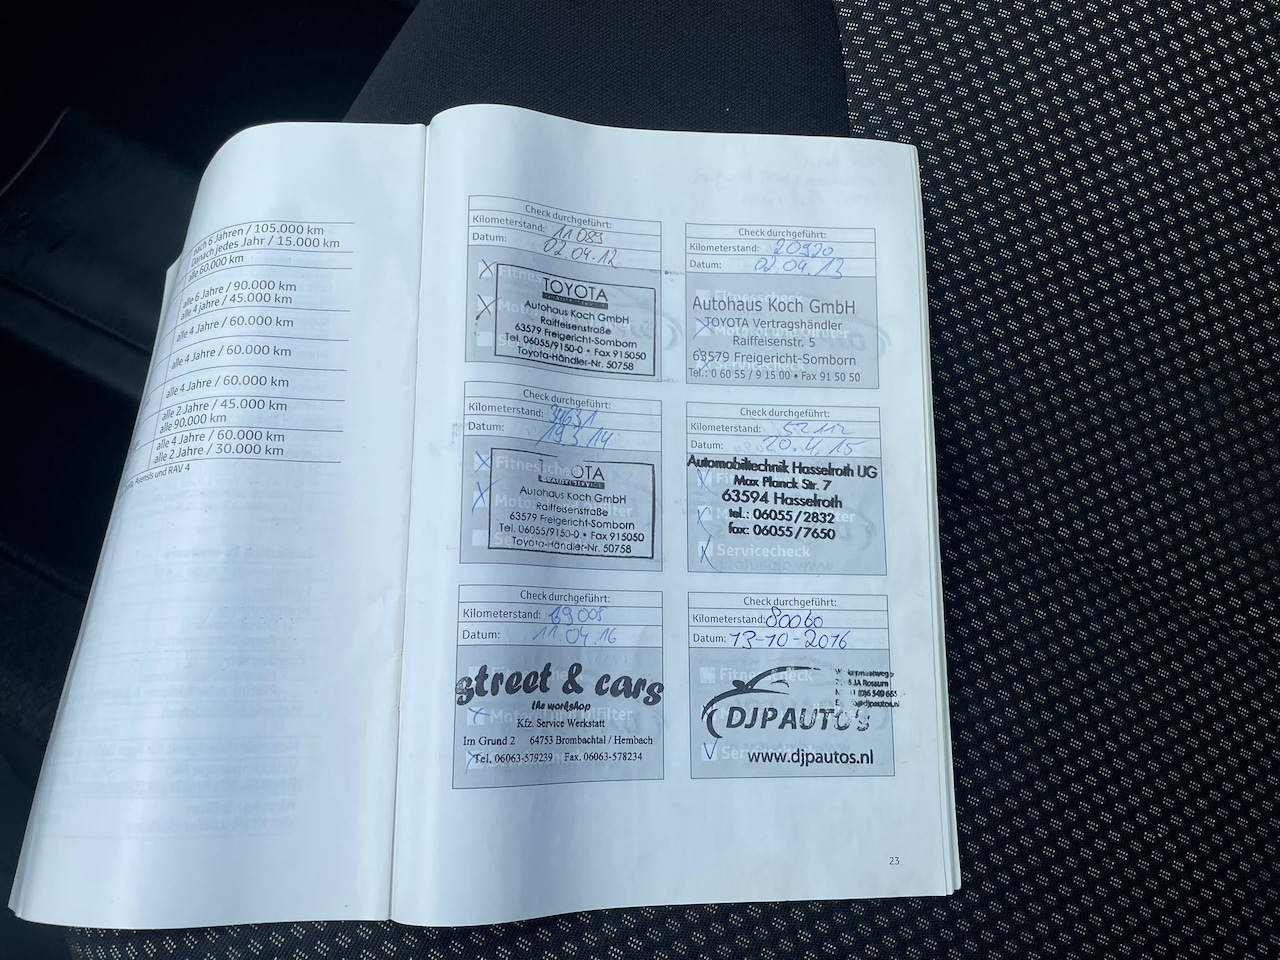 nach 6 Jahren / 105.000 km
Danach jedes Jahr / 15.000 km
alle 60.000 km
alle 6 Jahre / 90.000 km
alle 4 Jahre / 45.000 km
alle 4 Jahre / 60.000 km
alle 4 Jahre / 60.000 km
alle 4 Jahre / 60.000 km
alle 2 Jahre / 45.000 km
alle 90.000 km
alle 4 Jahre / 60.000 km
alle 2 Jahre / 30.000 km
Avensis und RAV 4
Check durchgeführt:
Kilometerstand: 11089
Datum: 02.04.12
TOYOTA
Autohaus Koch GmbH
Raiffeisenstraße
63579 Freigericht-Somborn
Tel. 06055/9150-0 • Fax 915050
Toyota-Händler-Nr. 50758
Check durchgeführt:
Kilometerstand: 20920
Datum: 02.04.13
Autohaus Koch GmbH
TOYOTA Vertragshändler
Raiffeisenstr. 5
63579 Freigericht-Somborn
Tel.: 0 60 55 / 9 15 00 • Fax 91 50 50
Check durchgeführt:
Kilometerstand: 34631
Datum: 19.3.14
Fitnesscheck
Autohaus Koch GmbH
Raiffeisenstraße
63579 Freigericht-Somborn
Tel. 06055/9150-0 • Fax 915050
Toyota-Händler-Nr. 50758
Check durchgeführt:
Kilometerstand:
Datum: 20.4.15
Automobiltechnik Hasselroth UG
Max Planck Str. 7
63594 Hasselroth
tel.: 06055/2832
fax: 06055/7650
Servicecheck
Check durchgeführt:
Kilometerstand: 69005
Datum: 11.04.16
street & cars
the workshop
Kfz. Service Werkstatt
Im Grund 2 64753 Brombachtal / Hembach
Tel. 06063-579239 Fax. 06063-578234
Check durchgeführt:
Kilometerstand: 80060
Datum: 13-10-2016
Fitnesscheck
JA Rossum
DJPAUTO'S
Servicecheck
www.djpautos.nl
23